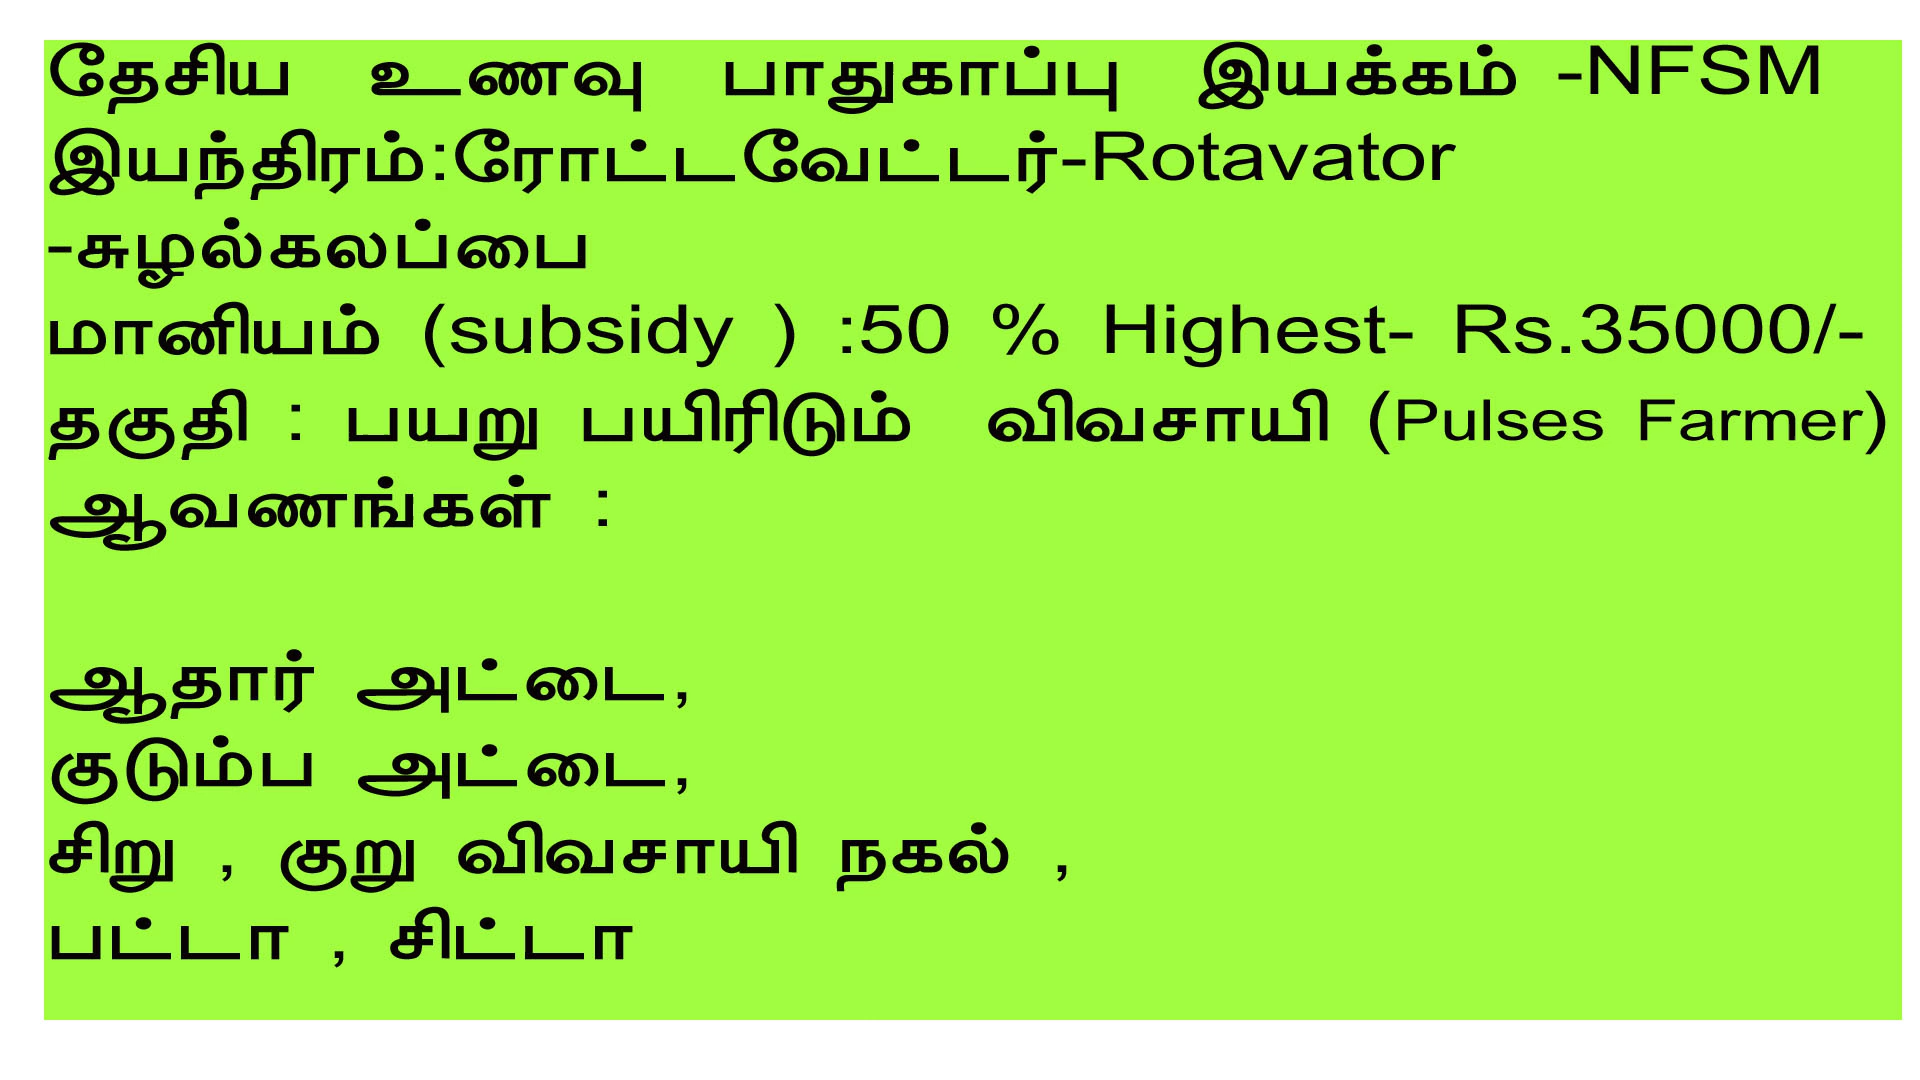 தேசிய உணவு பாதுகாப்பு இயக்கம் -NFSM
இயந்திரம்:ரோட்டவேட்டர்-Rotavator
-சுழல்கலப்பை
மானியம் (subsidy ) :50 % Highest- Rs.35000/-
தகுதி : பயறு பயிரிடும் விவசாயி (Pulses Farmer)
ஆவணங்கள் :
ஆதார் அட்டை,
குடும்ப அட்டை,
சிறு , குறு விவசாயி நகல் ,
பட்டா , சிட்டா